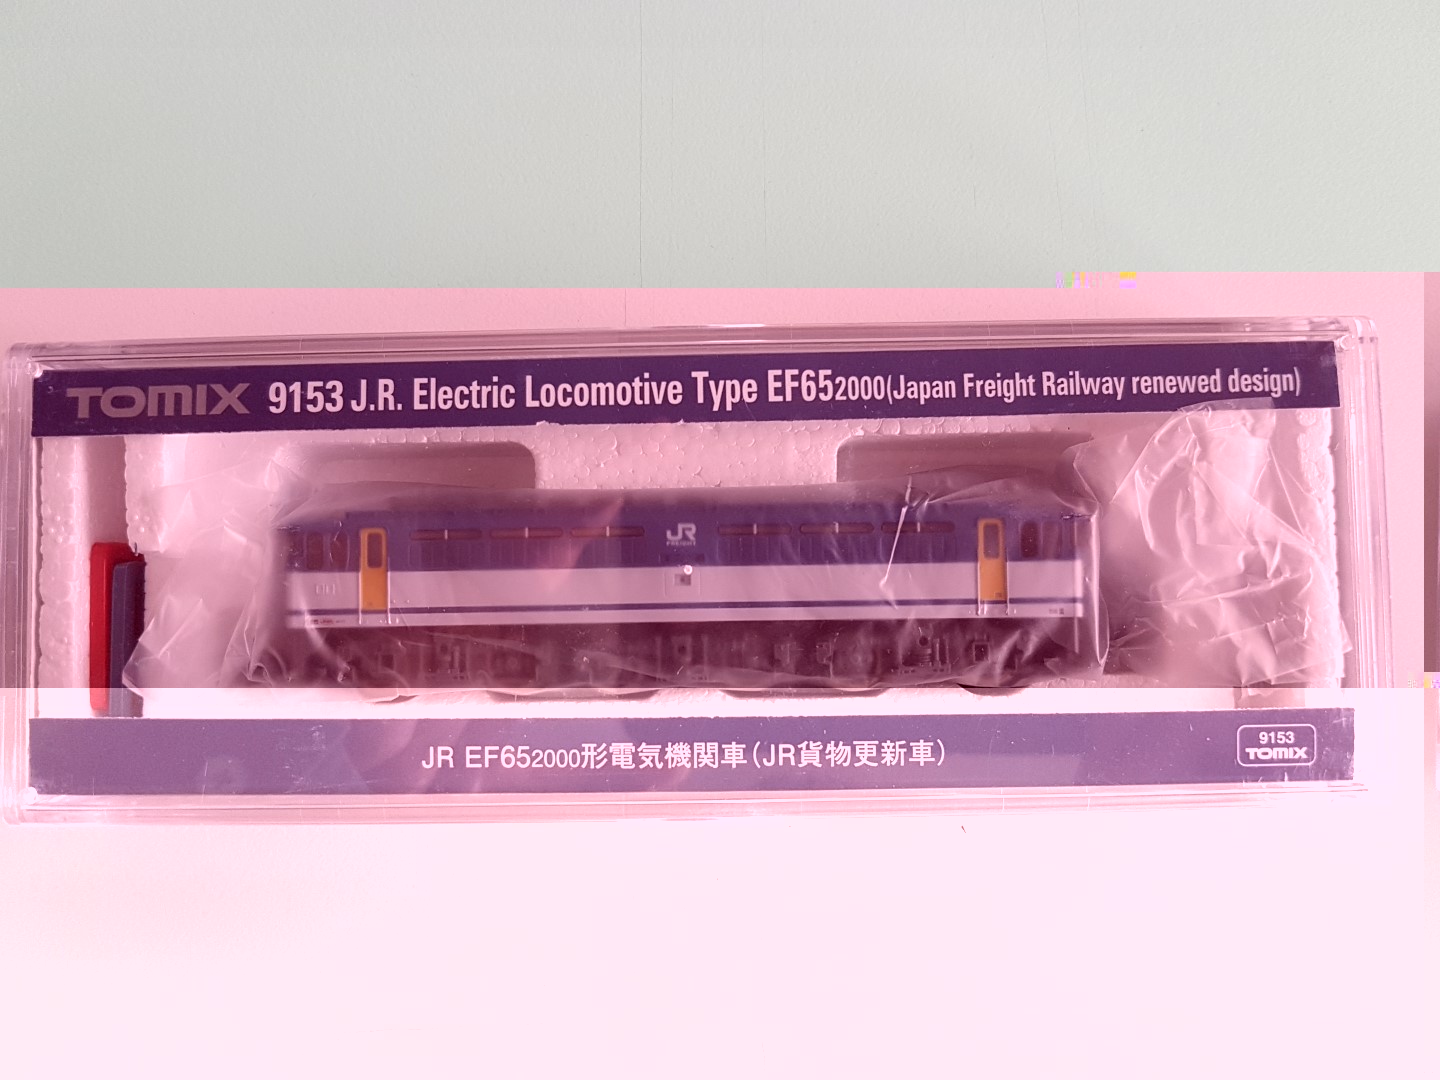 TOMIX 9153 J.R. Electric Locomotive Type EF652000(Japan Freight Railway renewed design)
JR
FREIGHT
JR EF652000形電気機関車(JR貨物更新車)
9153
TOMIX